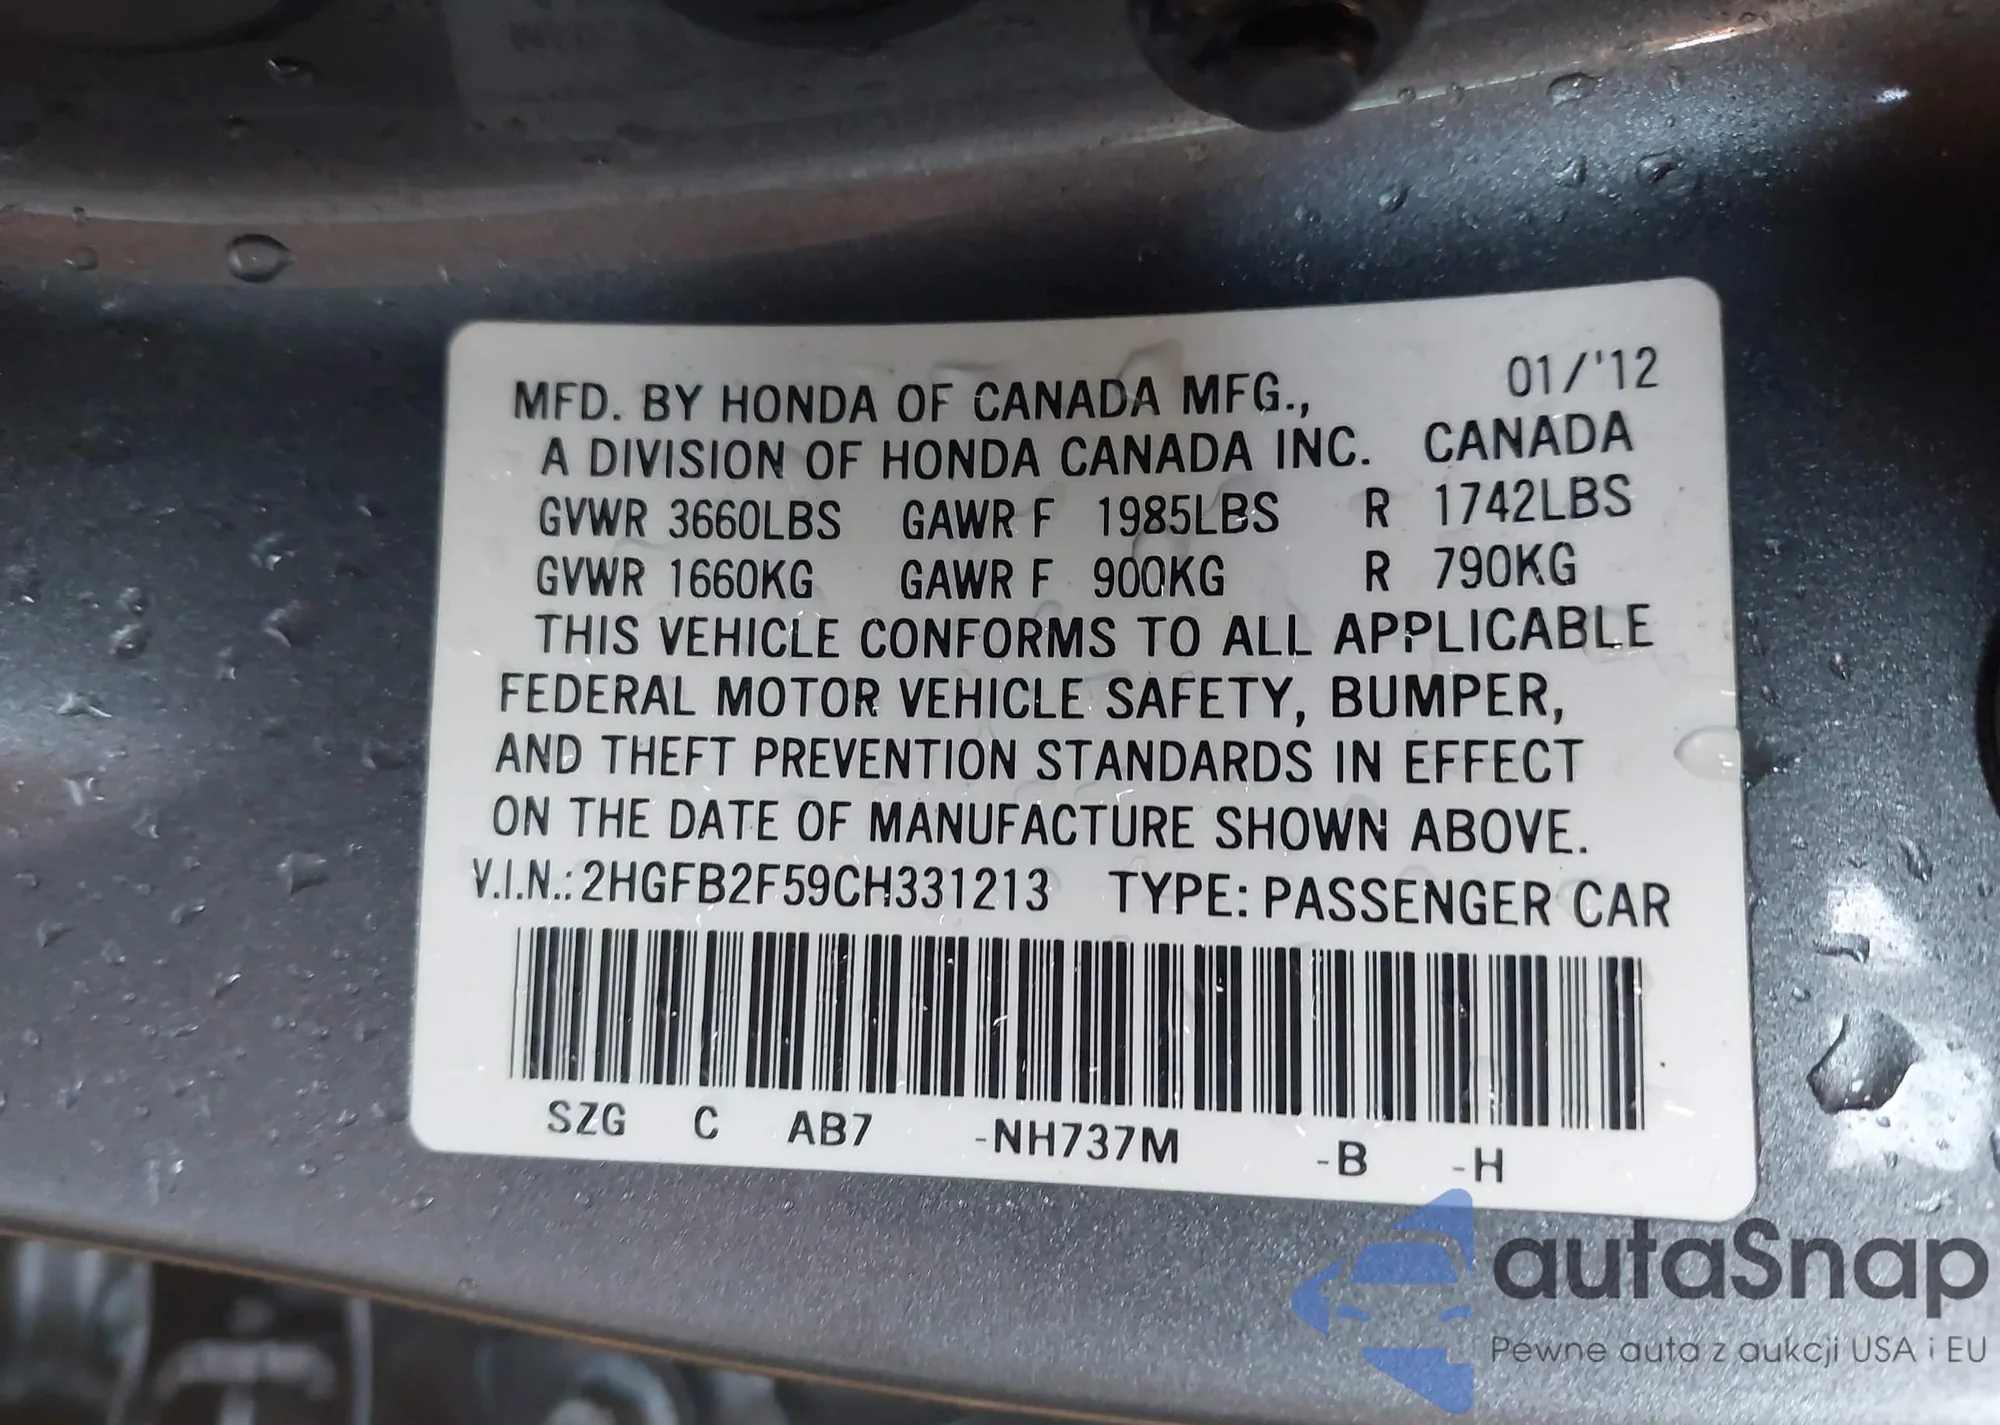 MFD. BY HONDA OF CANADA MFG., 01/'12
A DIVISION OF HONDA CANADA INC. CANADA
GVWR 3660LBS GAWR F 1985LBS R 1742LBS
GVWR 1660KG GAWR F 900KG R 790KG
THIS VEHICLE CONFORMS TO ALL APPLICABLE
FEDERAL MOTOR VEHICLE SAFETY, BUMPER,
AND THEFT PREVENTION STANDARDS IN EFFECT
ON THE DATE OF MANUFACTURE SHOWN ABOVE.
V.I.N.: 2HGFB2F59CH331213 TYPE: PASSENGER CAR
SZG C AB7 -NH737M -B -H
autaSnap
Pewne auta z aukcji USA i EU